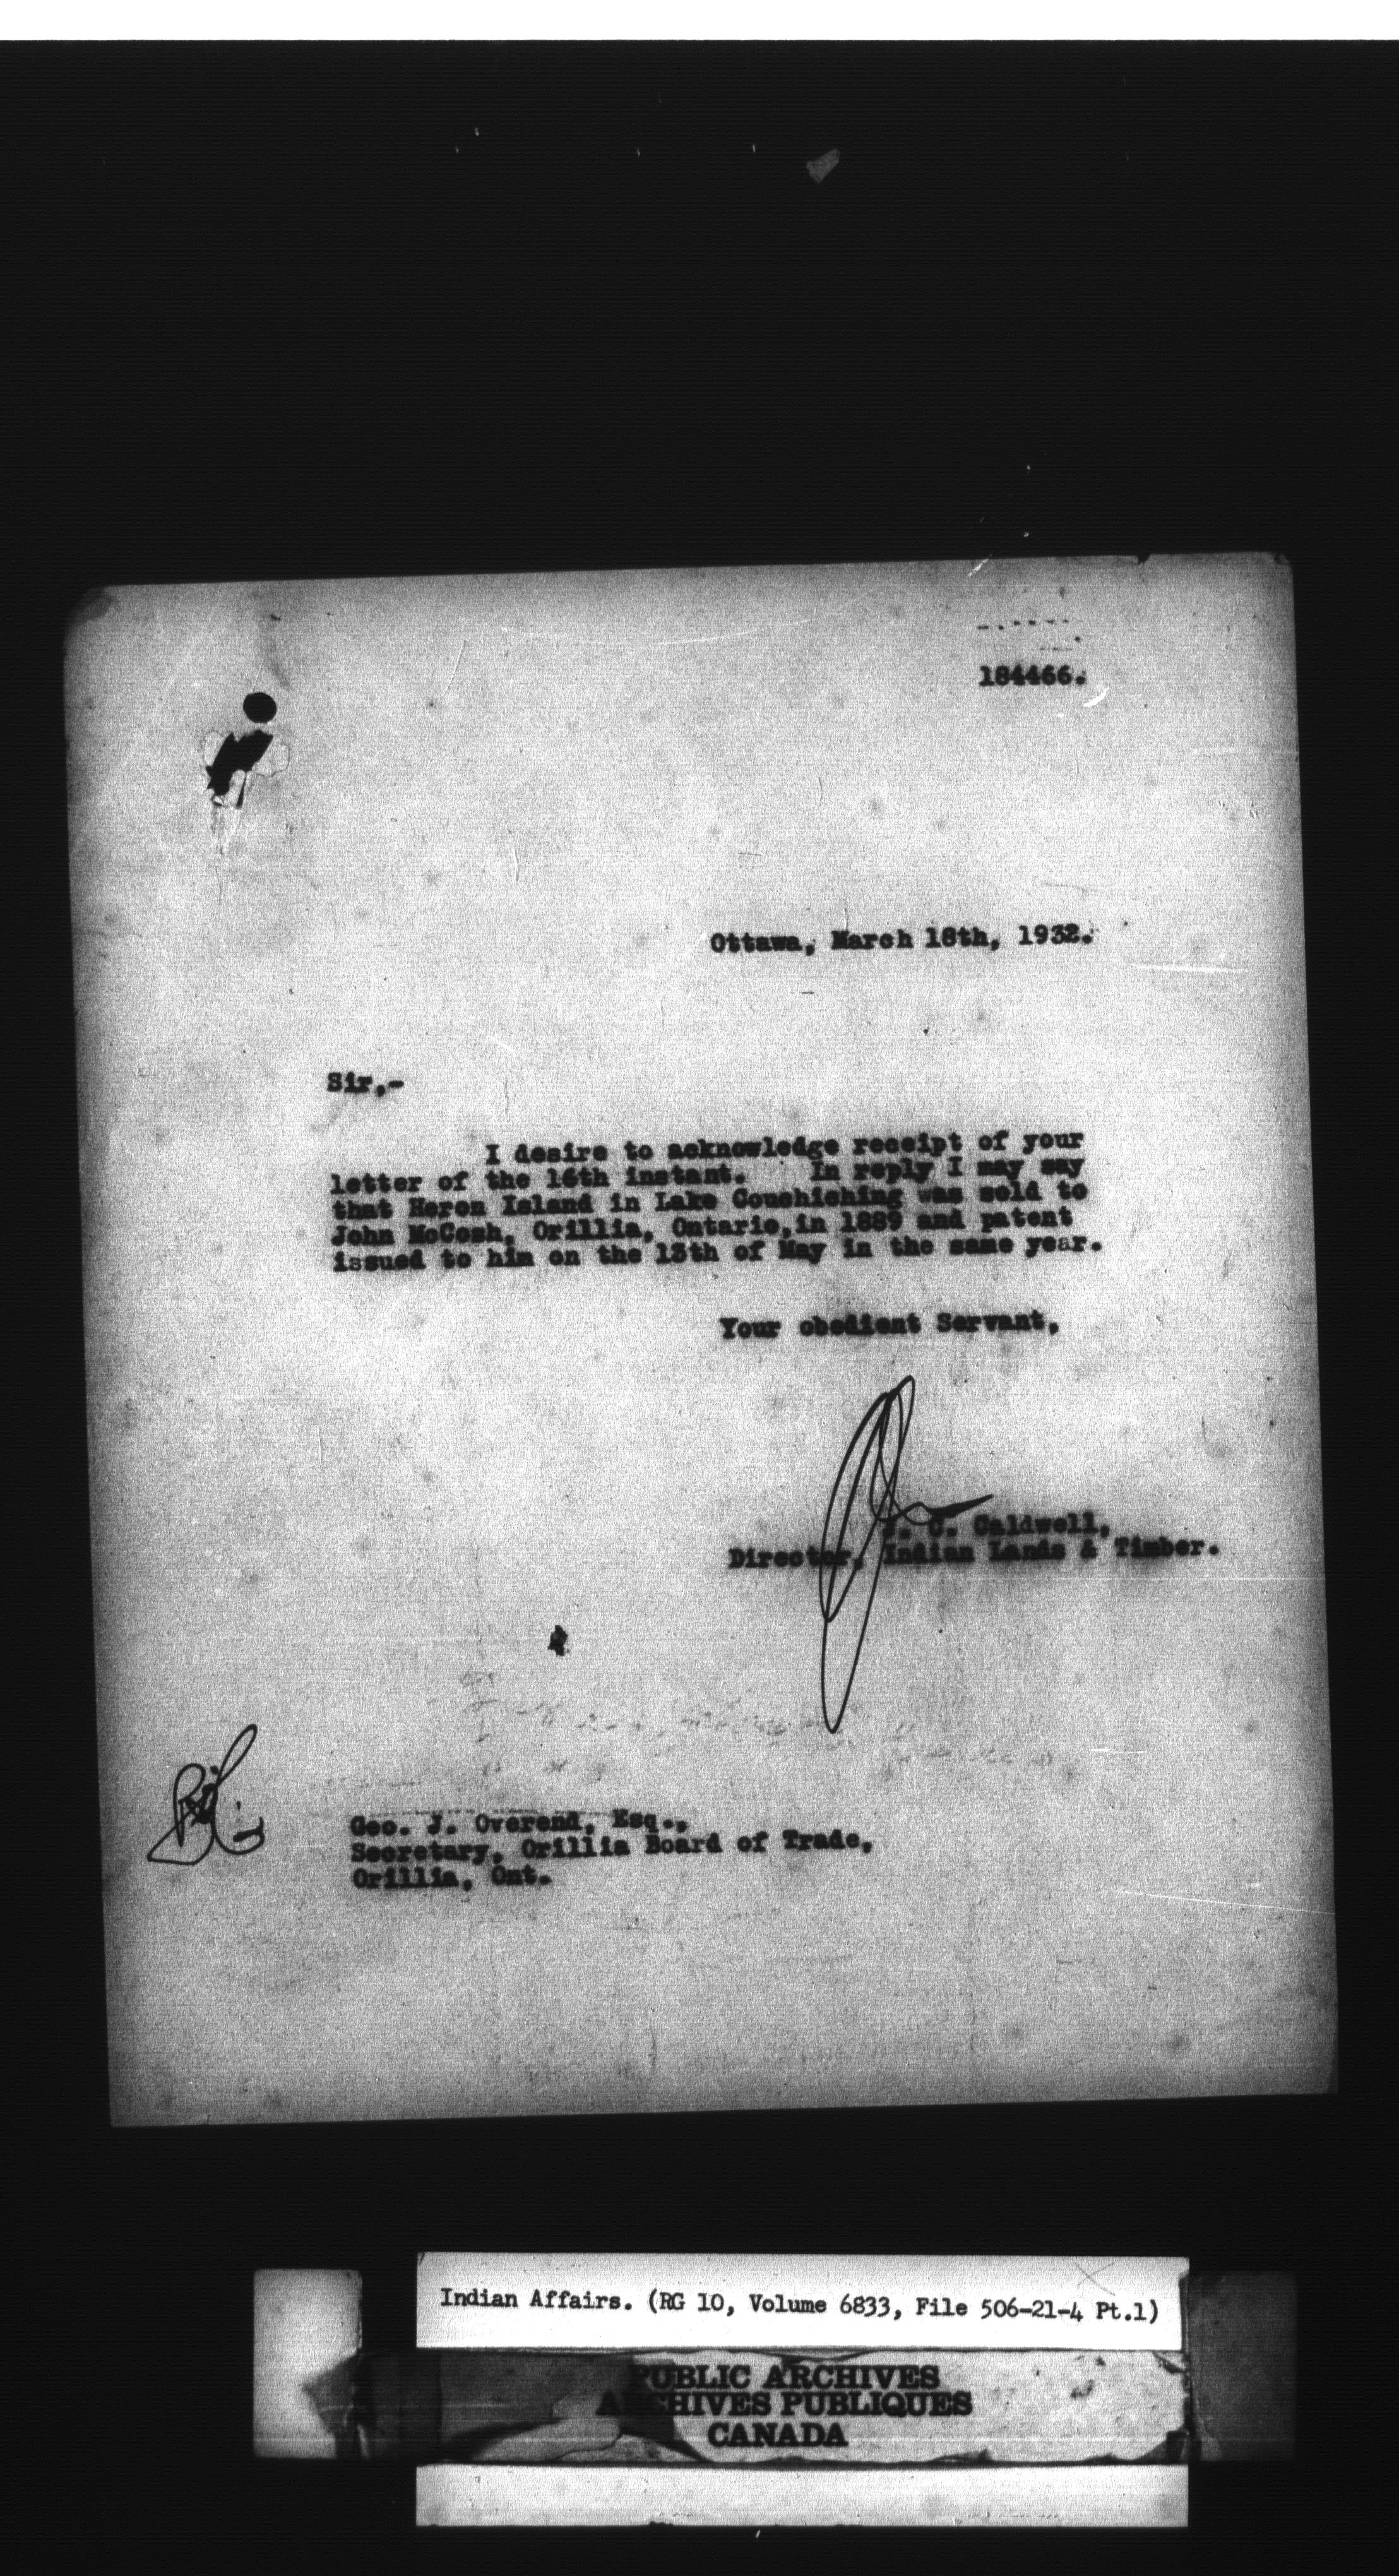 184466.
Ottawa, March 18th, 1932.
Sir,-
I desire to acknowledge receipt of your
letter of the 16th instant. In reply I may say
that Heron Island in Lake Couchiching was sold to
John McCosh, Orillia, Ontario,in 1889 and patent
issued to him on the 13th of May in the same year.
Your obedient Servant,
J. C. Caldwell,
Director, Indian Lands & Timber.
Geo. J. Overend, Esq.,
Secretary, Orillia Board of Trade,
Orillia, Ont.
Indian Affairs. (RG 10, Volume 6833, File 506-21-4 Pt.1)
PUBLIC ARCHIVES
ARCHIVES PUBLIQUES
CANADA